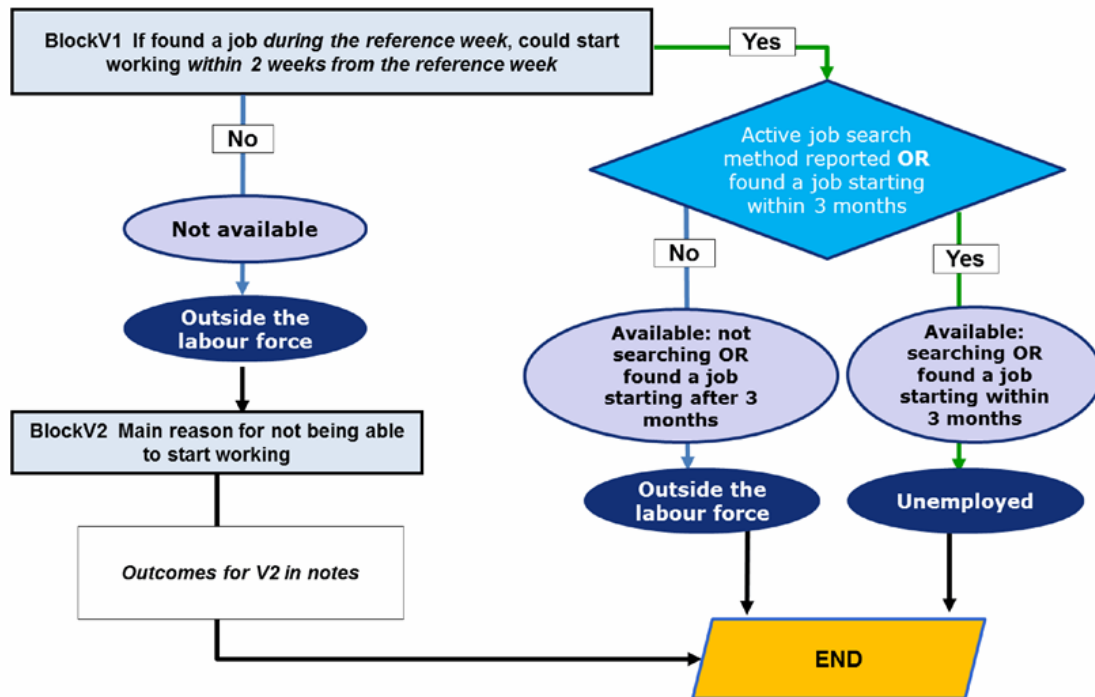 BlockV1 If found a job during the reference week, could start
working within 2 weeks from the reference week
Yes
No
Active job search
method reported OR
found a job starting
within 3 months
Not available
No
Yes
Outside the
labour force
Available: not
searching OR
found a job
starting after 3
months
Available:
searching OR
found a job
starting within
3 months
BlockV2 Main reason for not being able
to start working
Outside the
labour force
Unemployed
Outcomes for V2 in notes
END